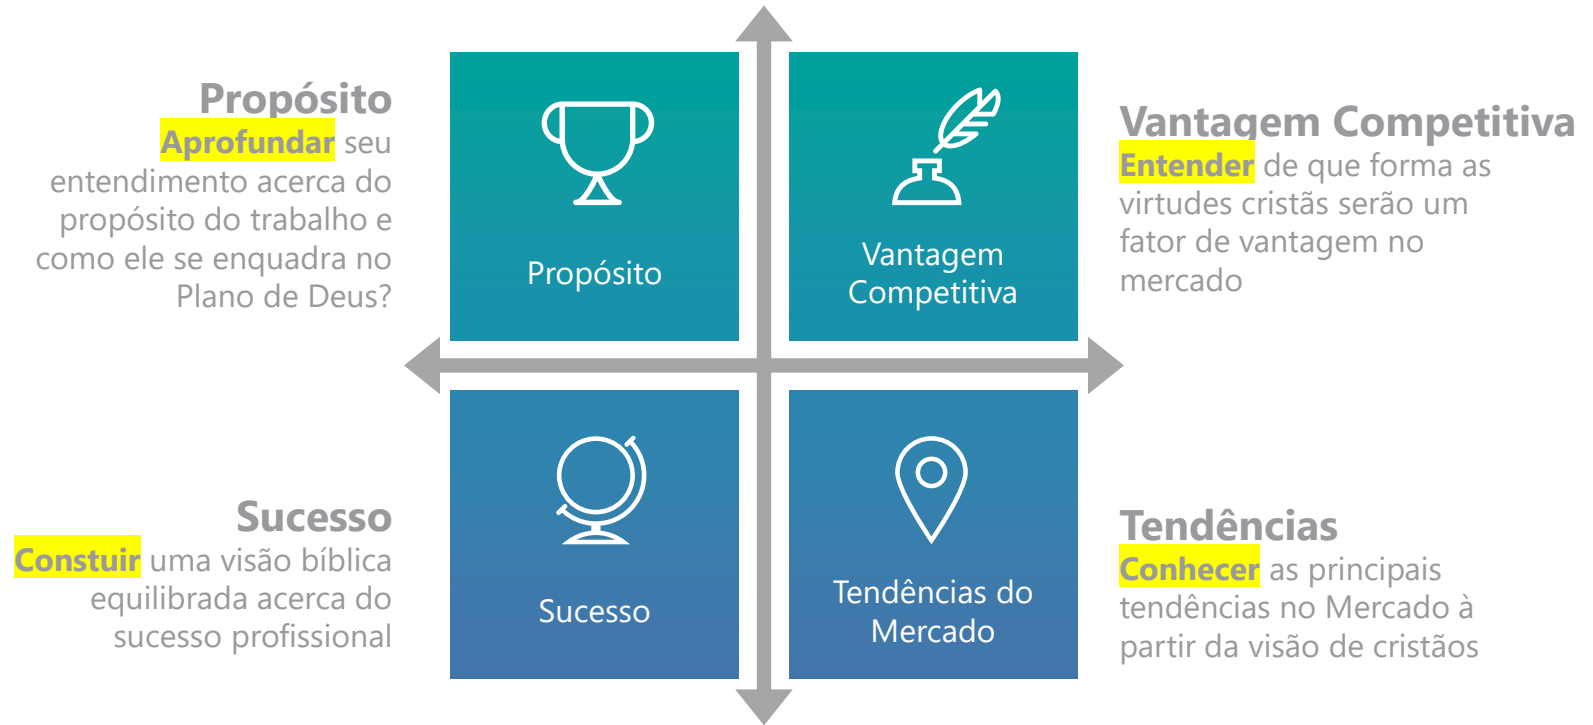 Propósito
Aprofundar seu
entendimento acerca do
propósito do trabalho e
como ele se enquadra no
Plano de Deus?
Propósito
Vantagem
Competitiva
Vantagem Competitiva
Entender de que forma as
virtudes cristãs serão um
fator de vantagem no
mercado
Sucesso
Constuir uma visão bíblica
equilibrada acerca do
sucesso profissional
Sucesso
Tendências do
Mercado
Tendências
Conhecer as principais
tendências no Mercado à
partir da visão de cristãos